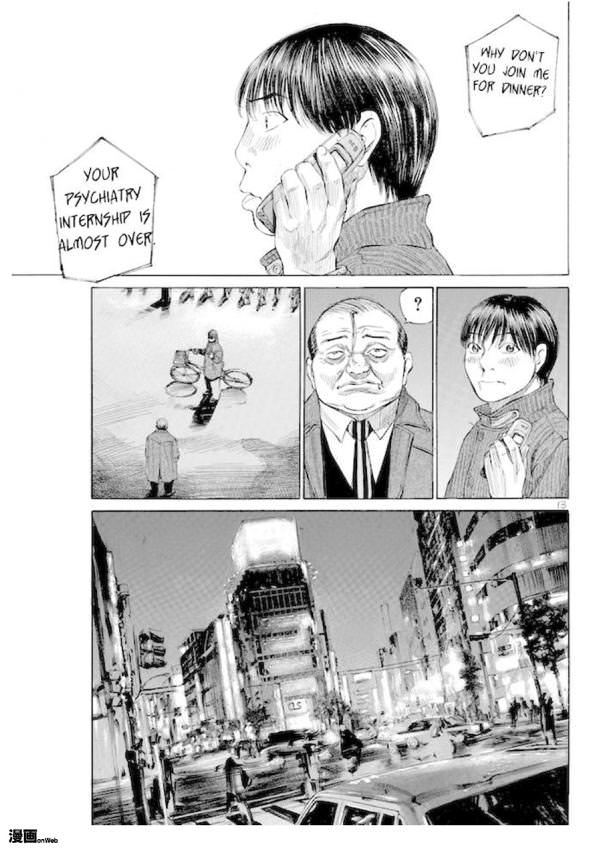 WHY DON'T
YOU JOIN ME
FOR DINNER?
YOUR
PSYCHIATRY
INTERNSHIP IS
ALMOST OVER.
?
漫画onWeb